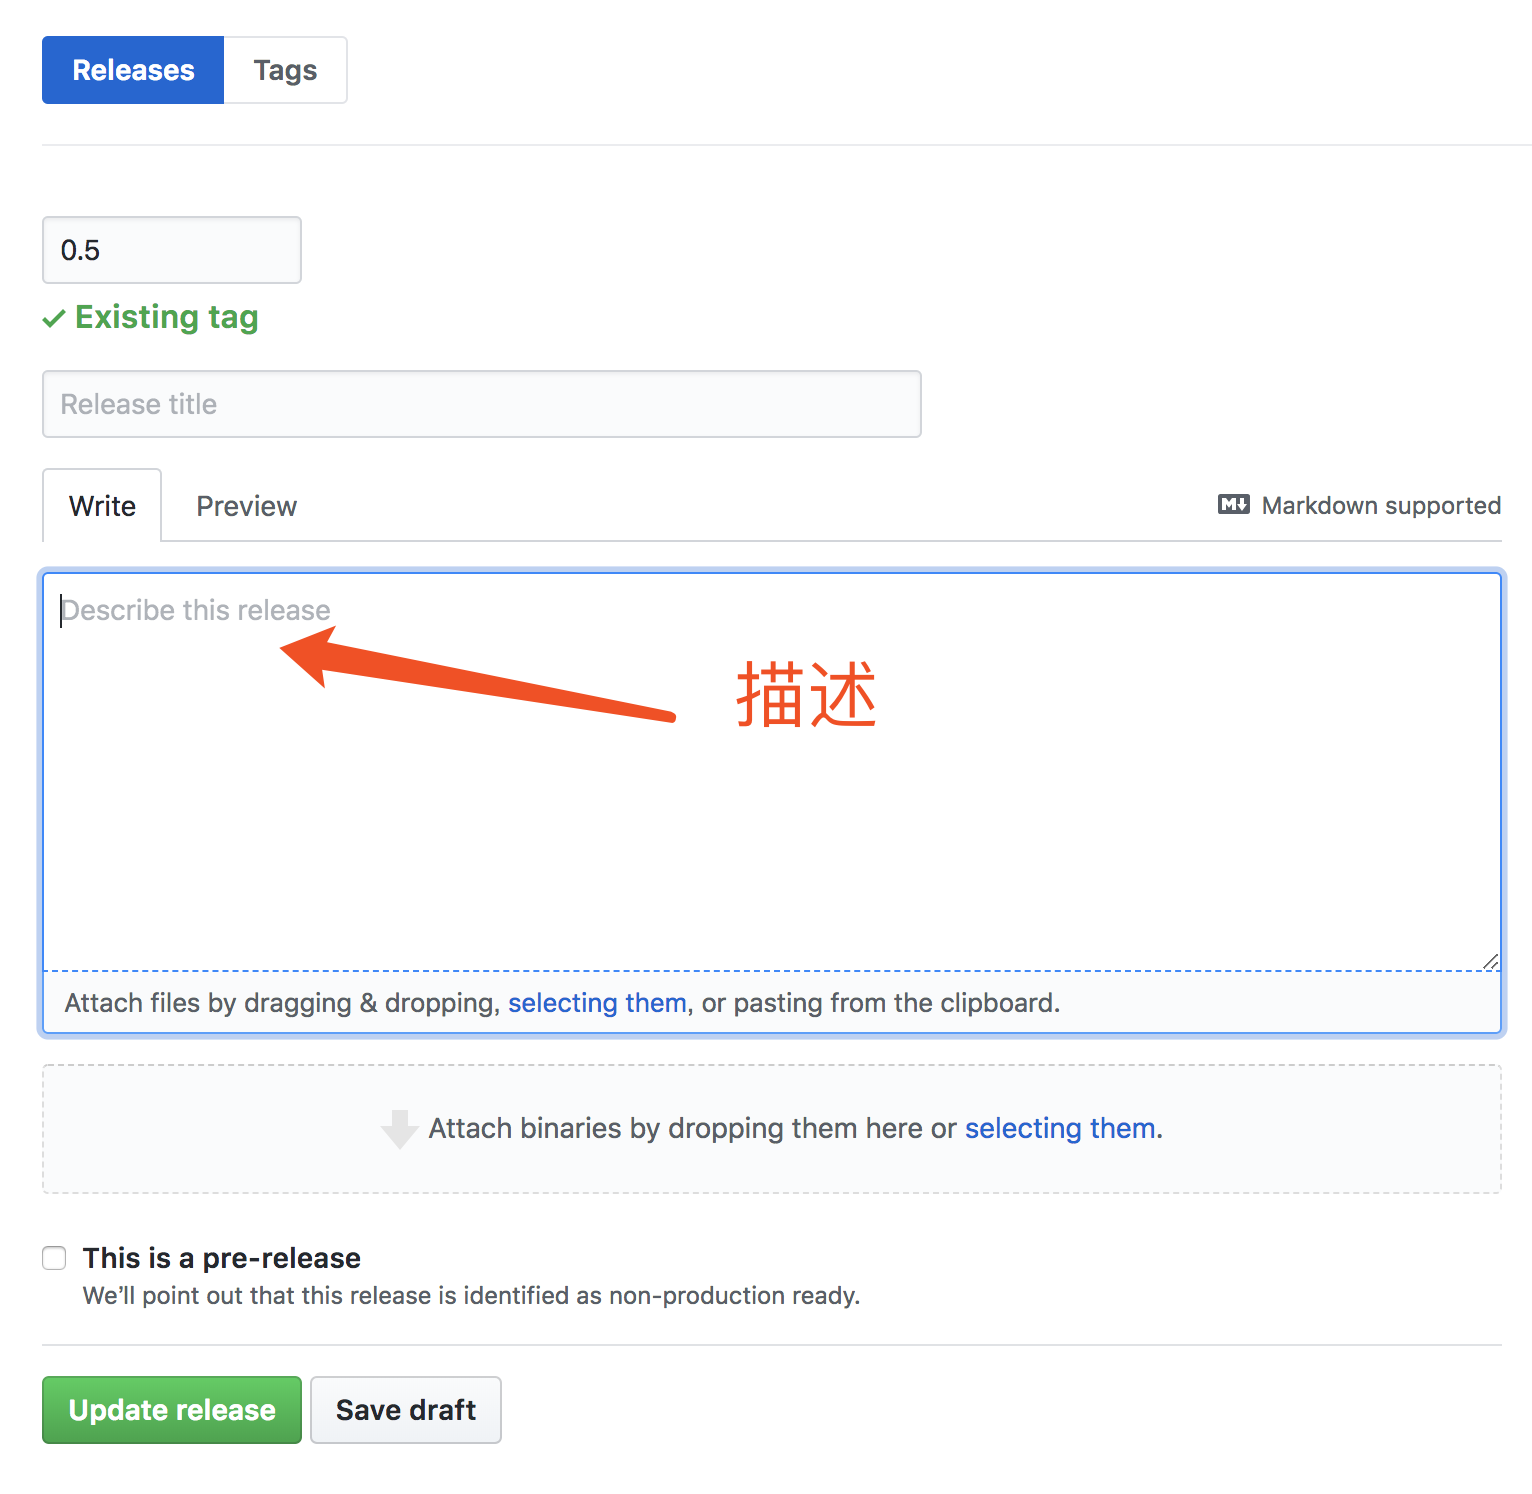 Releases Tags
0.5
Existing tag
Release title
Write Preview Markdown supported
Describe this release
描述
Attach files by dragging & dropping, selecting them, or pasting from the clipboard.
Attach binaries by dropping them here or selecting them.
This is a pre-release
We’ll point out that this release is identified as non-production ready.
Update release Save draft